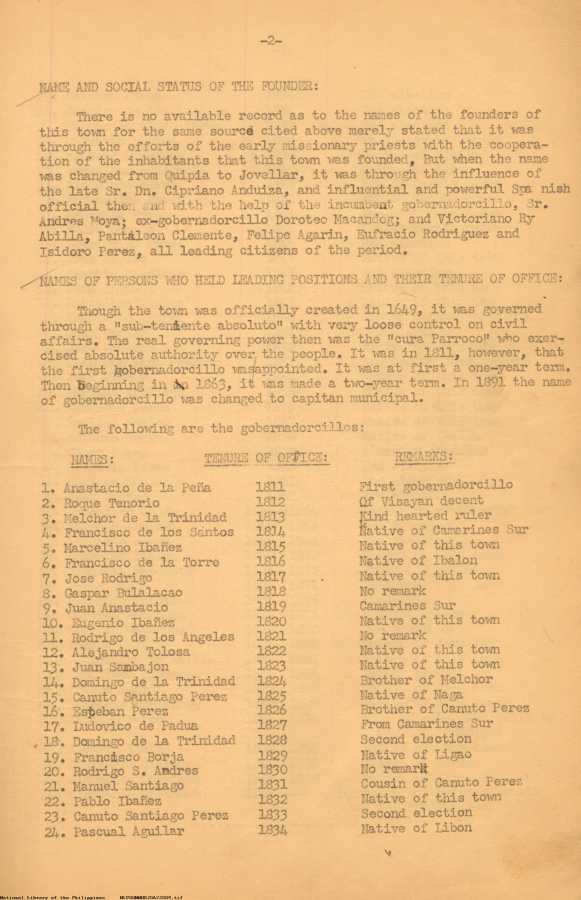 -2-
NAME AND SOCIAL STATUS OF THE FOUNDER:
There is no available record as to the names of the founders of
this town for the same source cited above merely stated that it was
through the efforts of the early missionary priests with the coopera-
tion of the inhabitants that this town was founded, But when the name
was changed from Quipia to Jovellar, it was through the influence of
the late Sr. Dn. Cipriano Anduiza, and influential and powerful Spa nish
official then and with the help of the incumbent gobernadorcillo, Sr.
Andres Moya; ex-gobernadorcillo Doroteo Macandog; and Victoriano Ry
Abilla, Pantaleon Clemente, Felipe Agarin, Eufracio Rodriguez and
Isidoro Perez, all leading citizens of the period.
NAMES OF PERSONS WHO HELD LEADING POSITIONS AND THEIR TENURE OF OFFICE:
Though the town was officially created in 1649, it was governed
through a "sub-teniente absoluto" with very loose control on civil
affairs. The real governing power then was the "cura Parroco" who exer-
cised absolute authority over the people. It was in 1811, however, that
the first gobernadorcillo was appointed. It was at first a one-year term.
Then Beginning in 1863, it was made a two-year term. In 1891 the name
of gobernadorcillo was changed to capitan municipal.
The following are the gobernadorcillos:
NAMES: TENURE OF OFFICE: REMARKS:
1. Anastacio de la Peña 1811 First gobernadorcillo
2. Roque Tenorio 1812 Of Visayan decent
3. Melchor de la Trinidad 1813 Kind hearted ruler
4. Francisco de los Santos 1814 Native of Camarines Sur
5. Marcelino Ibañez 1815 Native of this town
6. Francisco de la Torre 1816 Native of Ibalon
7. Jose Rodrigo 1817 Native of this town
8. Gaspar Bulalacao 1818 No remark
9. Juan Anastacio 1819 Camarines Sur
10. Eugenio Ibañez 1820 Native of this town
11. Rodrigo de los Angeles 1821 No remark
12. Alejandro Tolosa 1822 Native of this town
13. Juan Sambajon 1823 Native of this town
14. Domingo de la Trinidad 1824 Brother of Melchor
15. Canuto Santiago Perez 1825 Native of Naga
16. Esteban Perez 1826 Brother of Canuto Perez
17. Ludovico de Padua 1827 From Camarines Sur
18. Domingo de la Trinidad 1828 Second election
19. Francisco Borja 1829 Native of Ligao
20. Rodrigo S. Andres 1830 No remark
21. Manuel Santiago 1831 Cousin of Canuto Perez
22. Pablo Ibañez 1832 Native of this town
23. Canuto Santiago Perez 1833 Second election
24. Pascual Aguilar 1834 Native of Libon
National Library of the Philippines